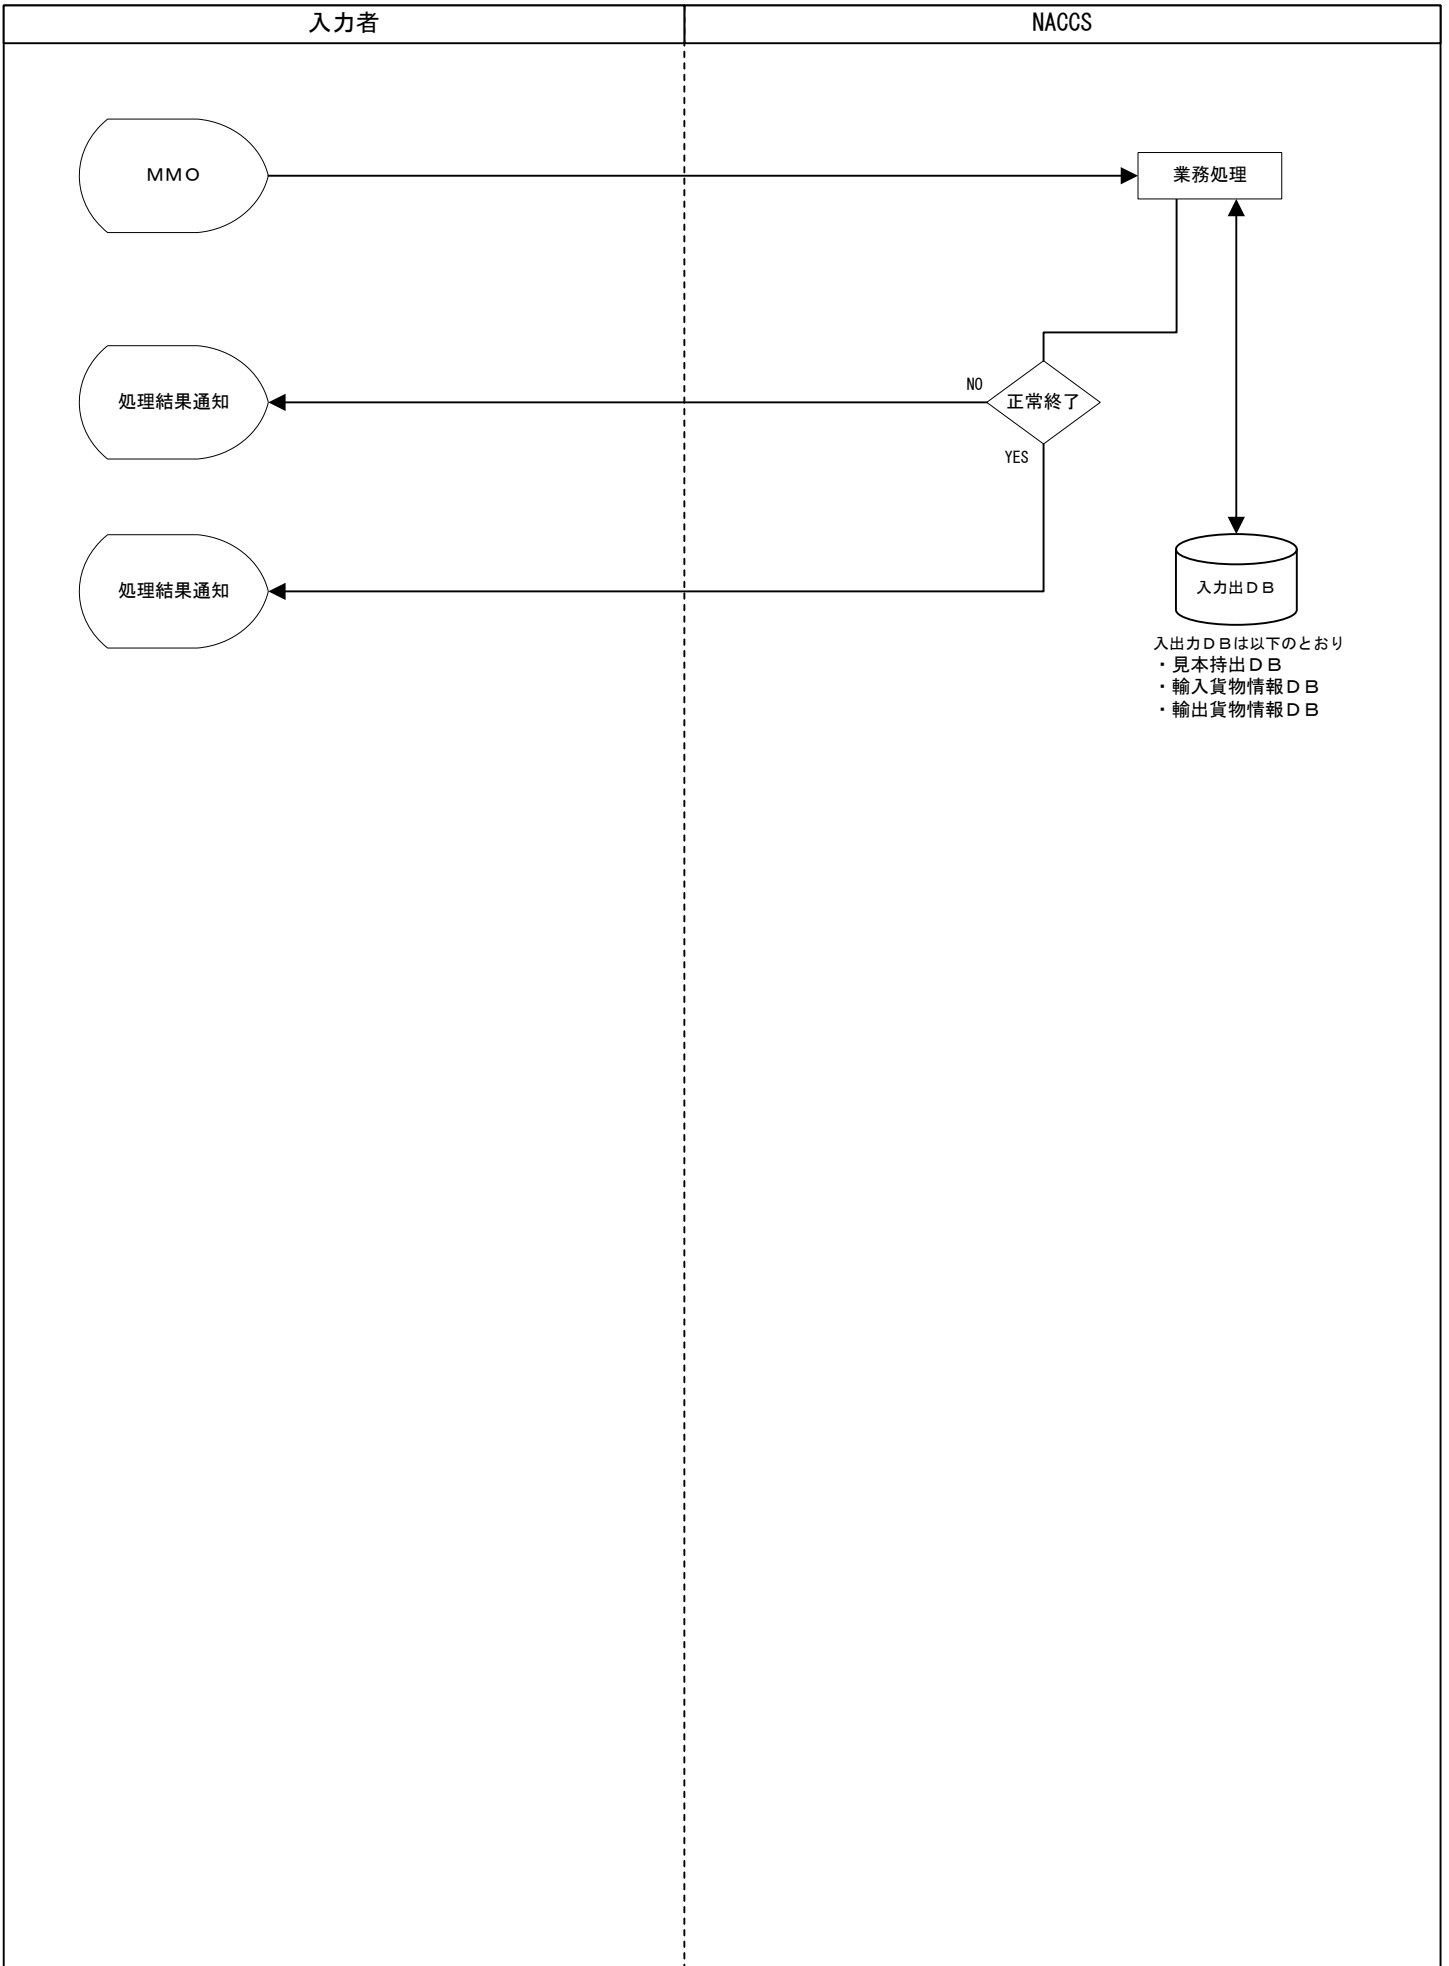 入力者
NACCS
ＭＭＯ
業務処理
処理結果通知
NO
正常終了
YES
処理結果通知
入力出ＤＢ
入出力ＤＢは以下のとおり
・見本持出ＤＢ
・輸入貨物情報ＤＢ
・輸出貨物情報ＤＢ